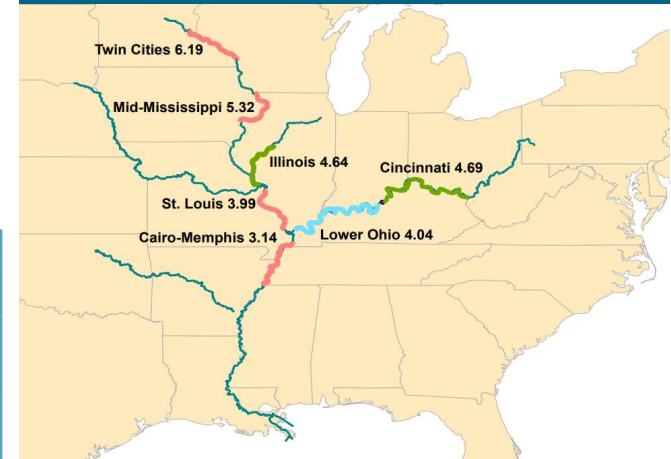 Twin Cities 6.19
Mid-Mississippi 5.32
Illinois 4.64
Cincinnati 4.69
St. Louis 3.99
Cairo-Memphis 3.14
Lower Ohio 4.04